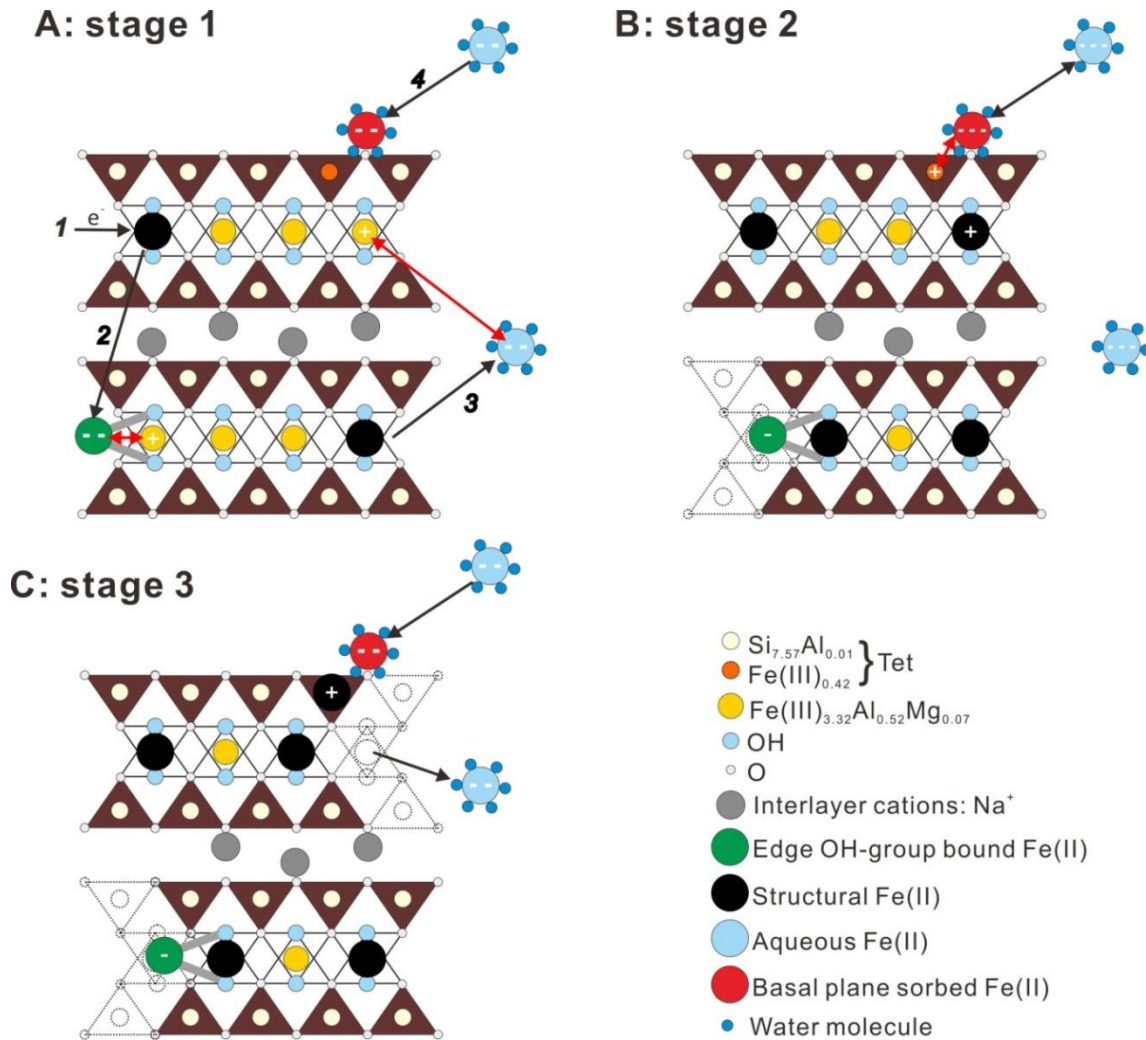 A: stage 1
B: stage 2
4
1 e-
+
- -
2
3
- -
- -
+
- - -
- - -
+
+
- - -
-
C: stage 3
- -
- -
+
- -
-
Si7.57Al0.01
Fe(III)0.42
} Tet
Fe(III)3.32Al0.52Mg0.07
OH
O
Interlayer cations: Na+
Edge OH-group bound Fe(II)
Structural Fe(II)
Aqueous Fe(II)
Basal plane sorbed Fe(II)
Water molecule